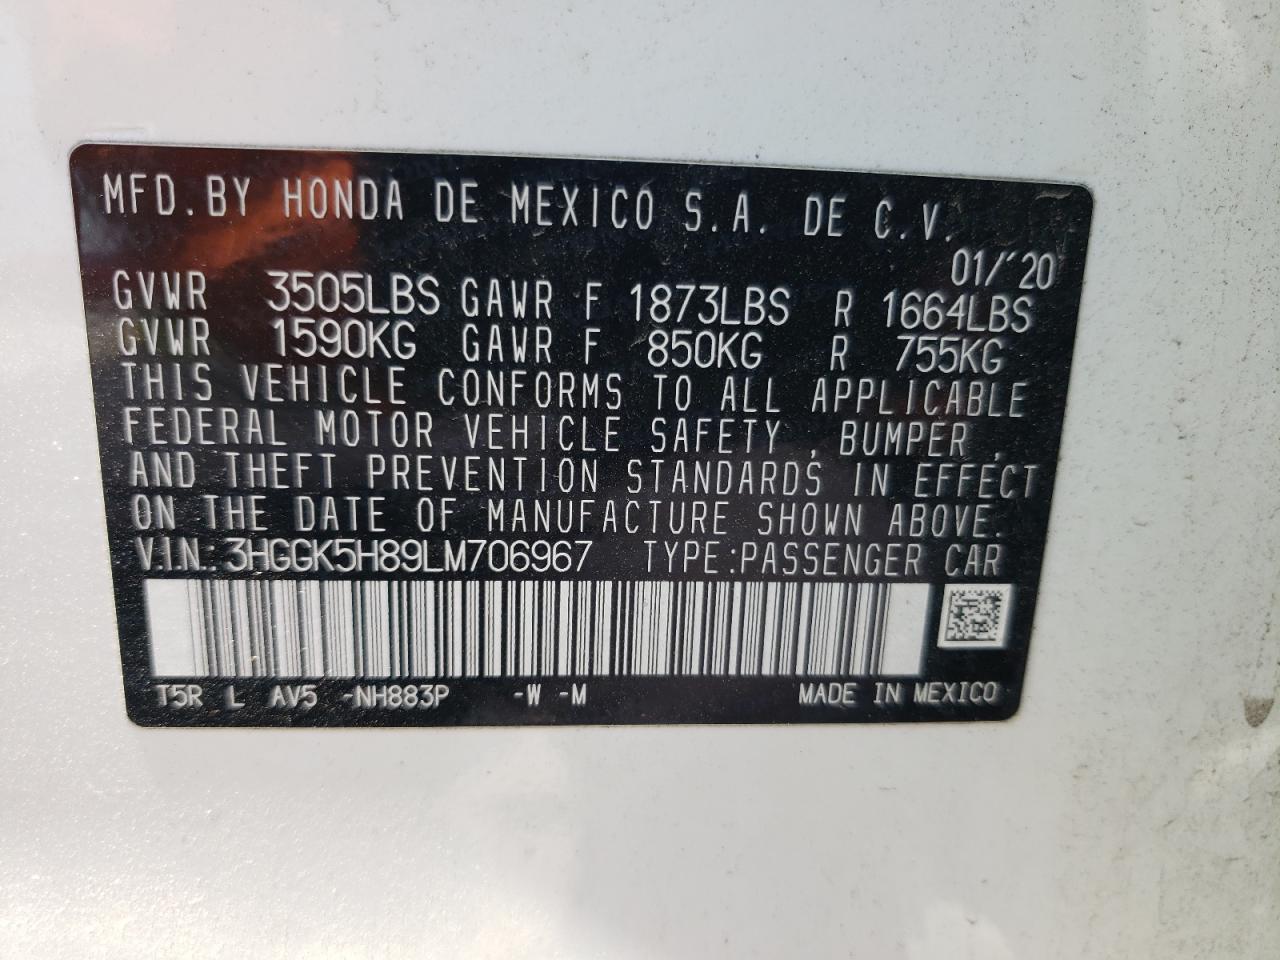 MFD. BY HONDA DE MEXICO S.A. DE C.V.
01/'20
GVWR 3505LBS GAWR F 1873LBS R 1664LBS
GVWR 1590KG GAWR F 850KG R 755KG
THIS VEHICLE CONFORMS TO ALL APPLICABLE
FEDERAL MOTOR VEHICLE SAFETY, BUMPER,
AND THEFT PREVENTION STANDARDS IN EFFECT
ON THE DATE OF MANUFACTURE SHOWN ABOVE.
V.I.N.: 3HGGK5H89LM706967 TYPE:PASSENGER CAR
T5R L AV5 -NH883P -W -M MADE IN MEXICO